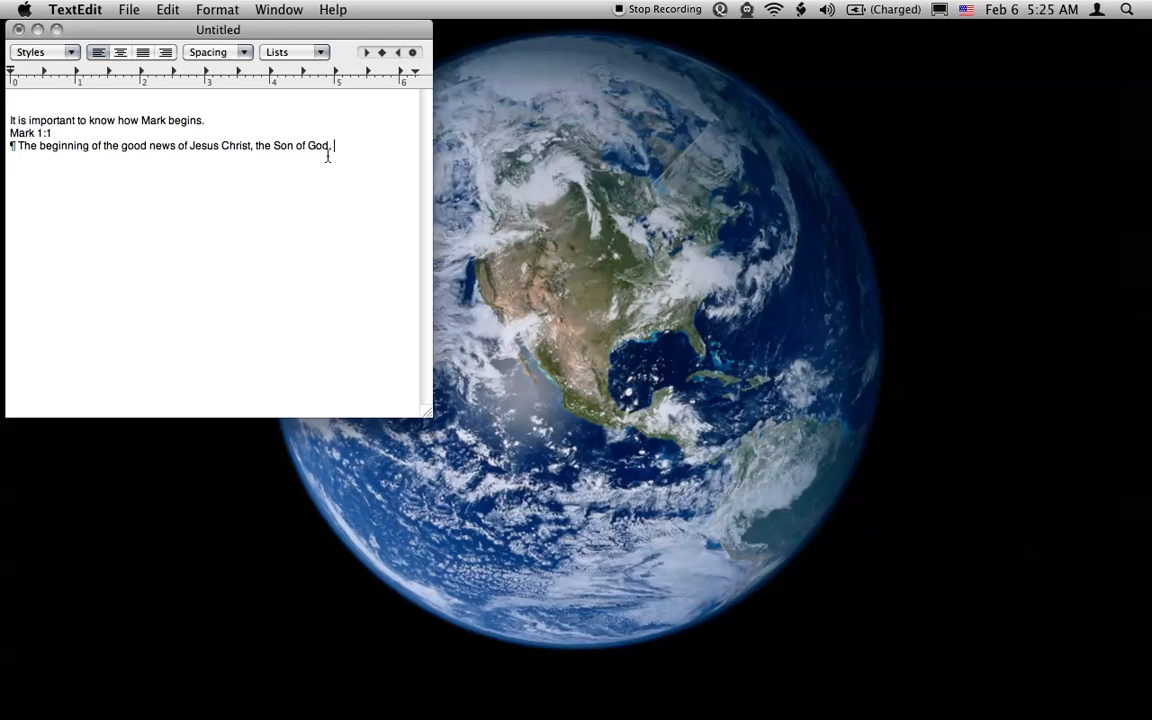 TextEdit File Edit Format Window Help Stop Recording (Charged) Feb 6 5:25 AM
Untitled
Styles Spacing Lists
0 1 2 3 4 5 6
It is important to know how Mark begins.
Mark 1:1
¶ The beginning of the good news of Jesus Christ, the Son of God.